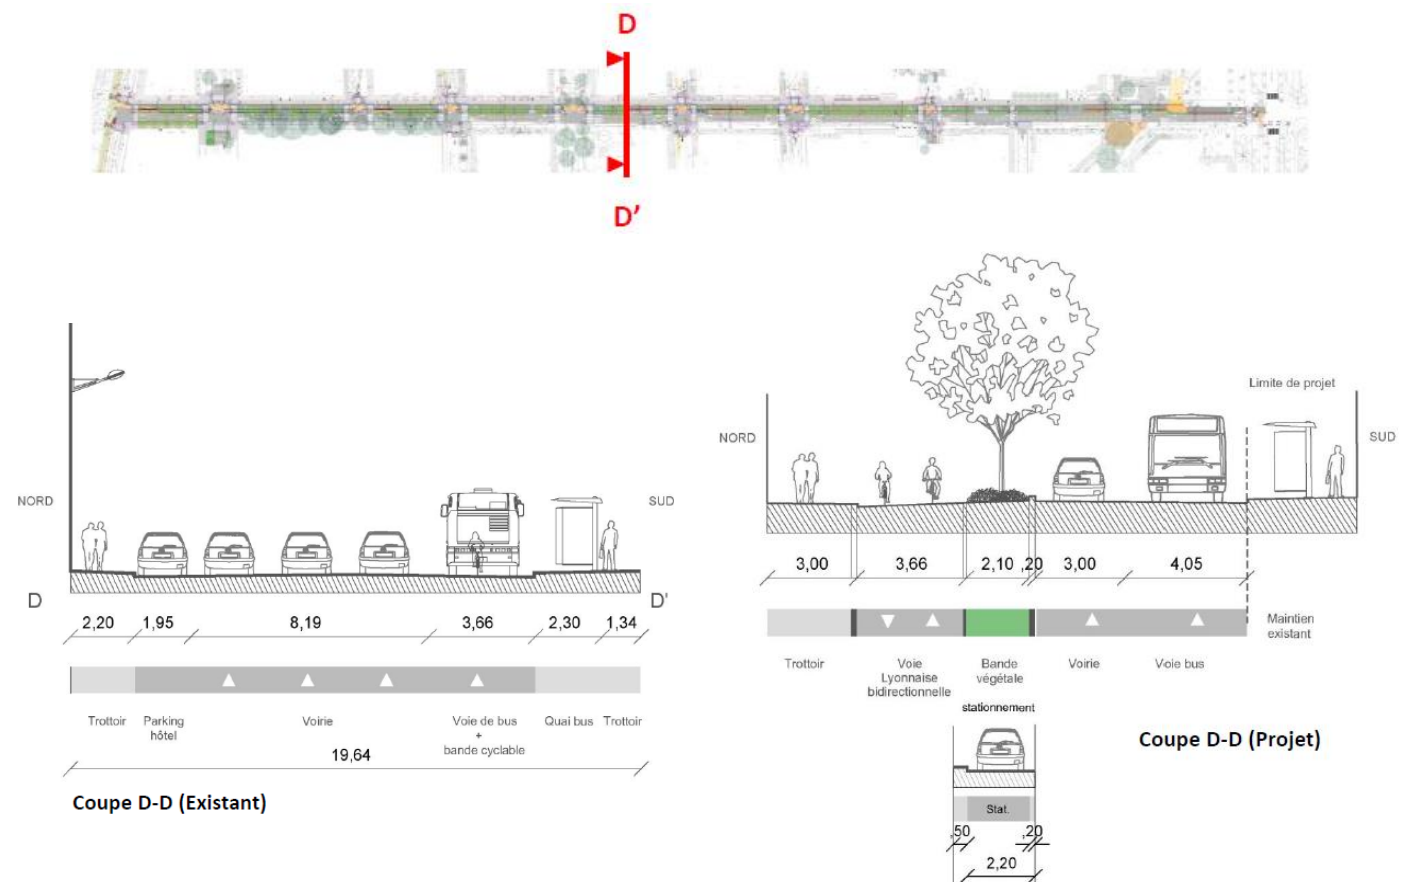 D
D’
NORD
SUD
D
D'
2,20
1,95
8,19
3,66
2,30
1,34
Trottoir
Parking
hôtel
Voirie
Voie de bus
+
bande cyclable
Quai bus
Trottoir
19,64
Coupe D-D (Existant)
Limite de projet
NORD
SUD
3,00
3,66
2,10
,20
3,00
4,05
Maintien
existant
Trottoir
Voie
Lyonnaise
bidirectionnelle
Bande
végétale
Voirie
Voie bus
stationnement
Stat.
,50
,20
2,20
Coupe D-D (Projet)